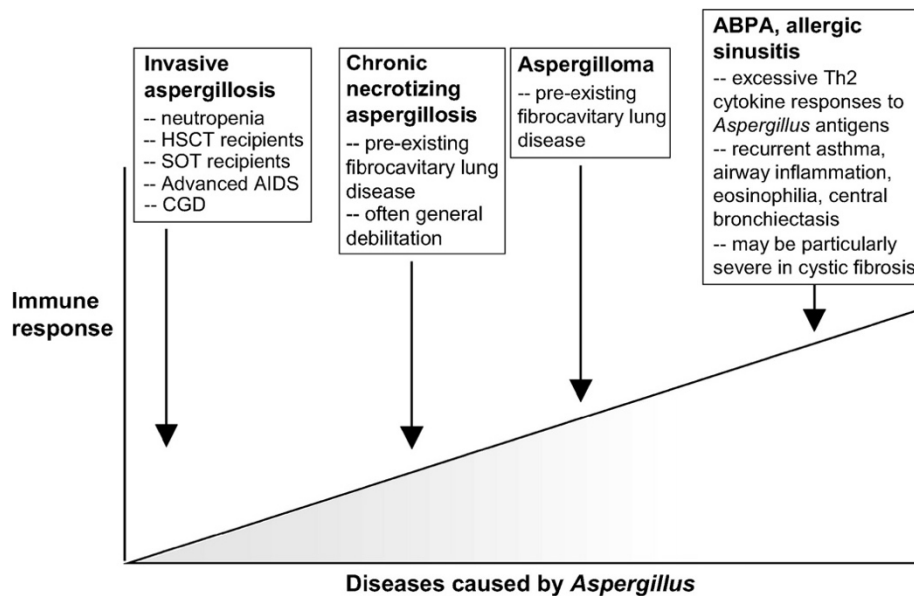 Invasive
aspergillosis
-- neutropenia
-- HSCT recipients
-- SOT recipients
-- Advanced AIDS
-- CGD
Chronic
necrotizing
aspergillosis
-- pre-existing
fibrocavitary lung
disease
-- often general
debilitation
Aspergilloma
-- pre-existing
fibrocavitary lung
disease
ABPA, allergic
sinusitis
-- excessive Th2
cytokine responses to
Aspergillus antigens
-- recurrent asthma,
airway inflammation,
eosinophilia, central
bronchiectasis
-- may be particularly
severe in cystic fibrosis
Immune
response
Diseases caused by Aspergillus